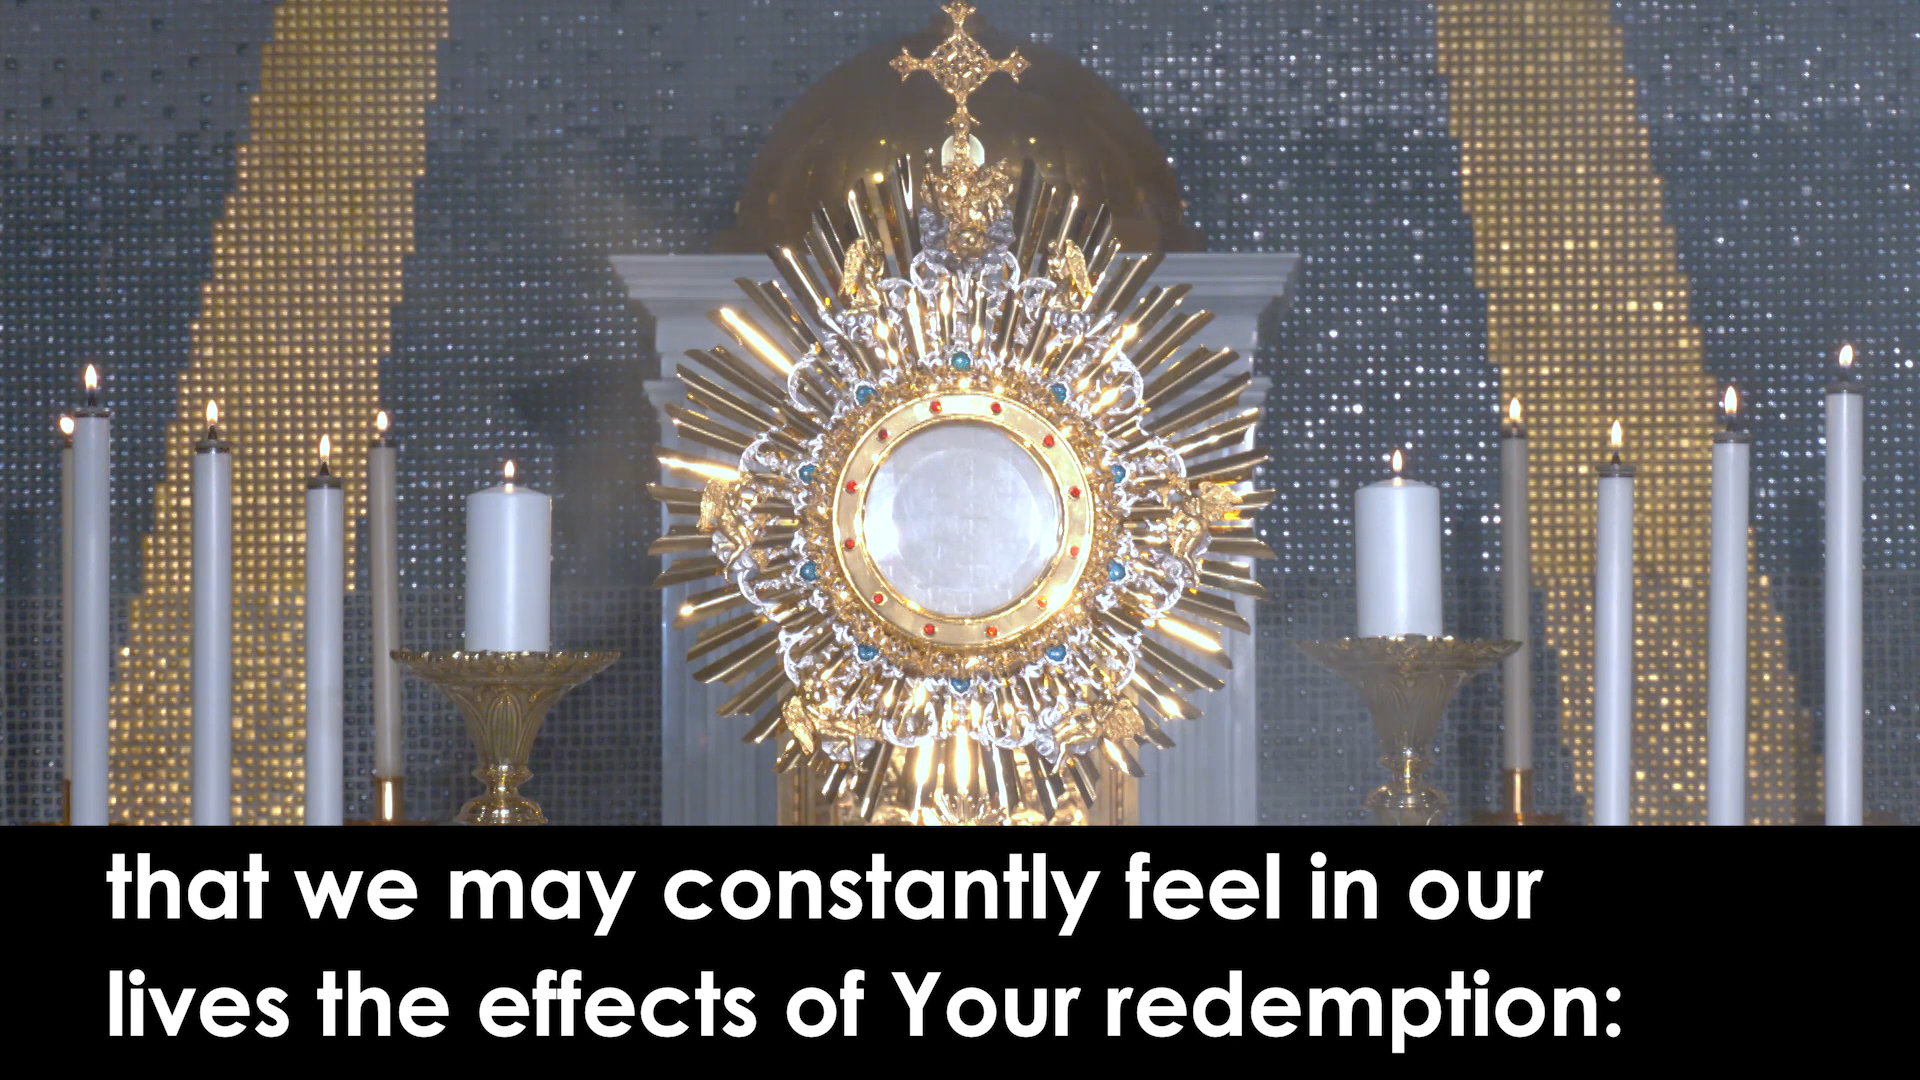 that we may constantly feel in our
lives the effects of Your redemption: